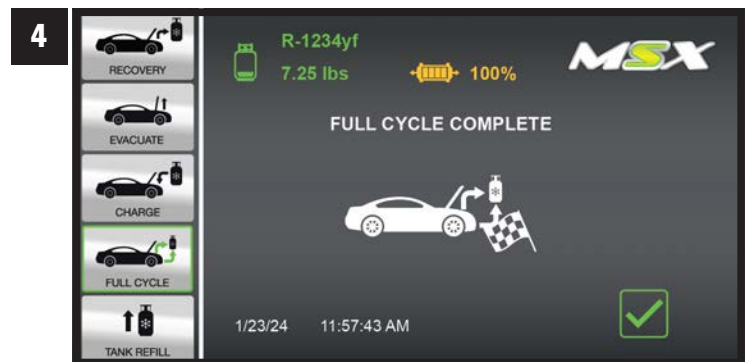 4
RECOVERY
EVACUATE
CHARGE
FULL CYCLE
TANK REFILL
R-1234yf
7.25 lbs
100%
MSX
FULL CYCLE COMPLETE
1/23/24 11:57:43 AM